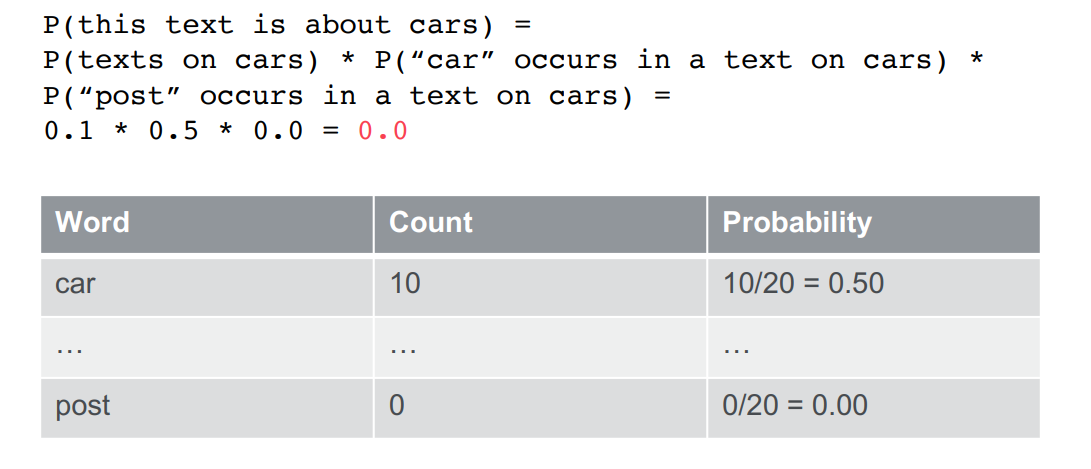 P(this text is about cars) =
P(texts on cars) * P(“car” occurs in a text on cars) *
P(“post” occurs in a text on cars) =
0.1 * 0.5 * 0.0 = 0.0
Word Count Probability
car 10 10/20 = 0.50
… … …
post 0 0/20 = 0.00